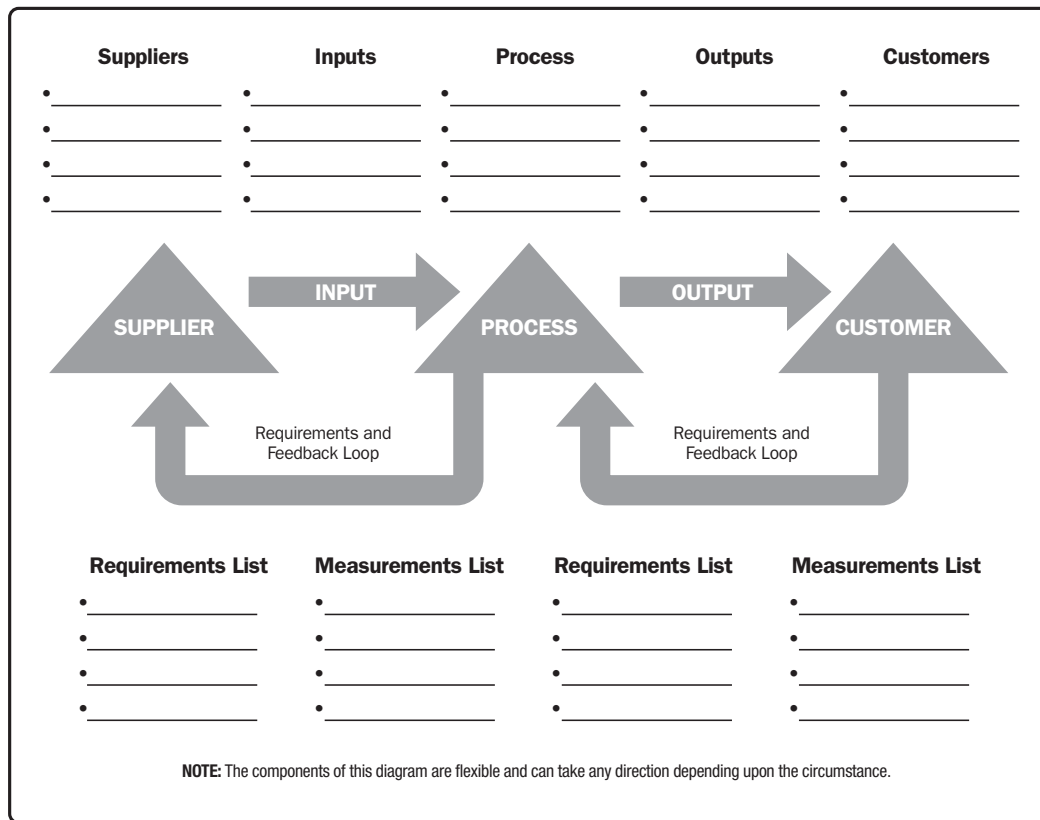 Suppliers Inputs Process Outputs Customers
•
•
•
•
SUPPLIER INPUT PROCESS OUTPUT CUSTOMER
Requirements and
Feedback Loop
Requirements and
Feedback Loop
Requirements List Measurements List Requirements List Measurements List
•
•
•
•
NOTE: The components of this diagram are flexible and can take any direction depending upon the circumstance.